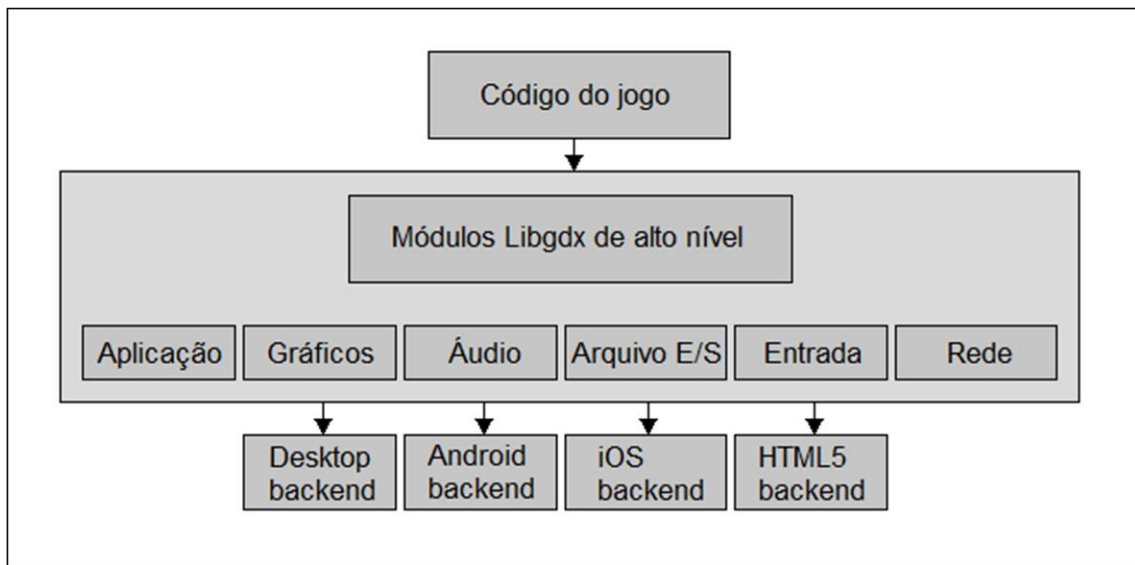 Código do jogo
Módulos Libgdx de alto nível
Aplicação
Gráficos
Áudio
Arquivo E/S
Entrada
Rede
Desktop
backend
Android
backend
iOS
backend
HTML5
backend